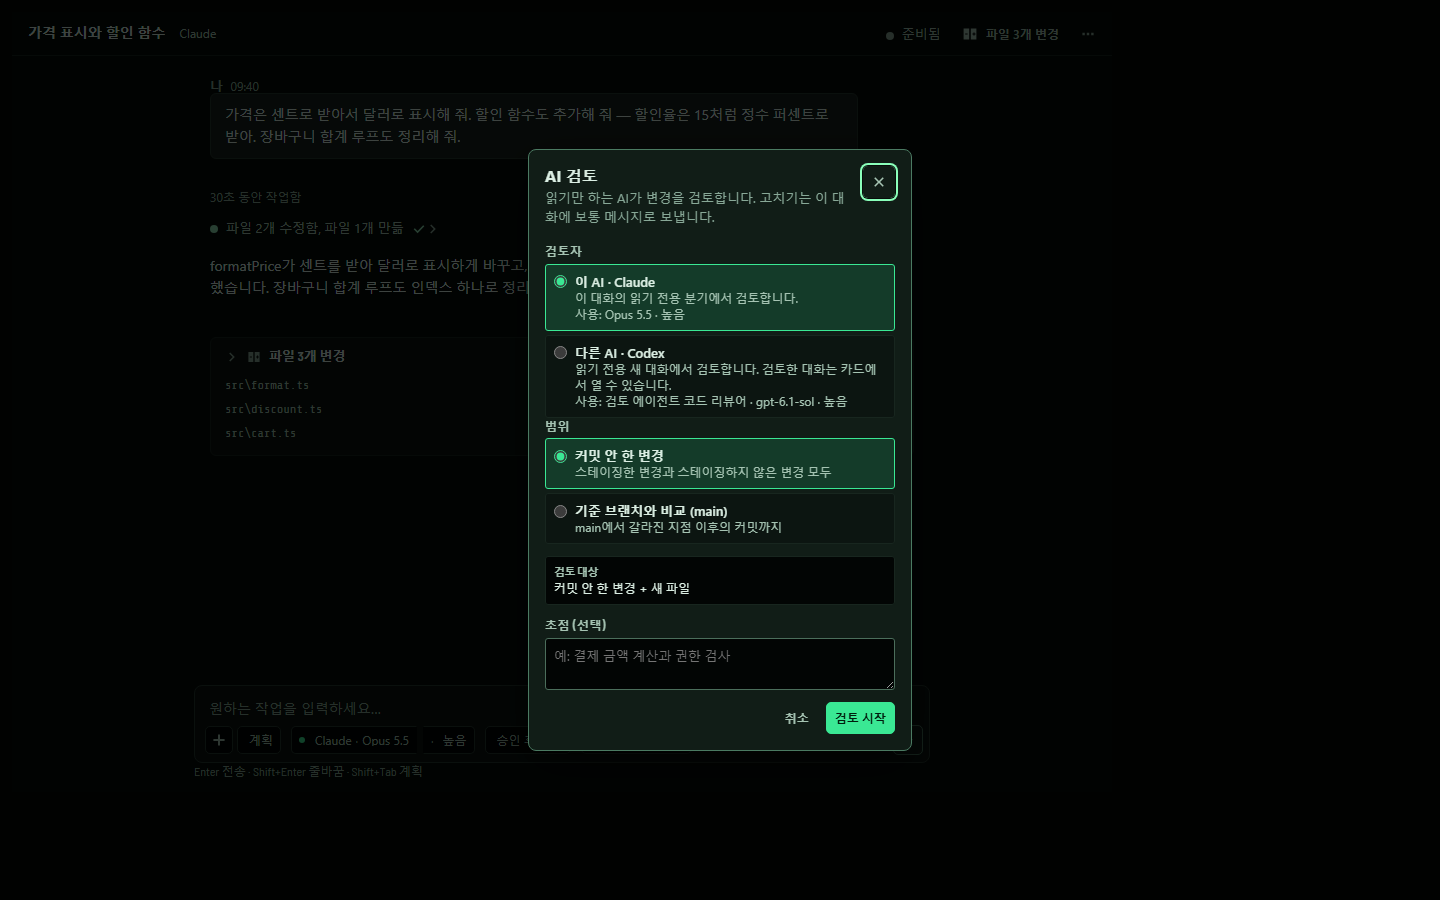 가격 표시와 할인 함수 Claude
준비됨 파일 3개 변경
나 09:40
가격은 센트로 받아서 달러로 표시해 줘. 할인 함수도 추가해 줘 — 할인율은 15처럼 정수 퍼센트로
받아. 장바구니 합계 루프도 정리해 줘.
30초 동안 작업함
파일 2개 수정함, 파일 1개 만듦
formatPrice가 센트를 받아 달러로 표시하게 바꾸고,
했습니다. 장바구니 합계 루프도 인덱스 하나로 정리
파일 3개 변경
src\format.ts
src\discount.ts
src\cart.ts
AI 검토
읽기만 하는 AI가 변경을 검토합니다. 고치기는 이 대
화에 보통 메시지로 보냅니다.
검토자
이 AI · Claude
이 대화의 읽기 전용 분기에서 검토합니다.
사용: Opus 5.5 · 높음
다른 AI · Codex
읽기 전용 새 대화에서 검토합니다. 검토한 대화는 카드에
서 열 수 있습니다.
사용: 검토 에이전트 코드 리뷰어 · gpt-6.1-sol · 높음
범위
커밋 안 한 변경
스테이징한 변경과 스테이징하지 않은 변경 모두
기준 브랜치와 비교 (main)
main에서 갈라진 지점 이후의 커밋까지
검토 대상
커밋 안 한 변경 + 새 파일
초점 (선택)
예: 결제 금액 계산과 권한 검사
취소 검토 시작
원하는 작업을 입력하세요...
계획 Claude · Opus 5.5 · 높음 승인
Enter 전송 · Shift+Enter 줄바꿈 · Shift+Tab 계획